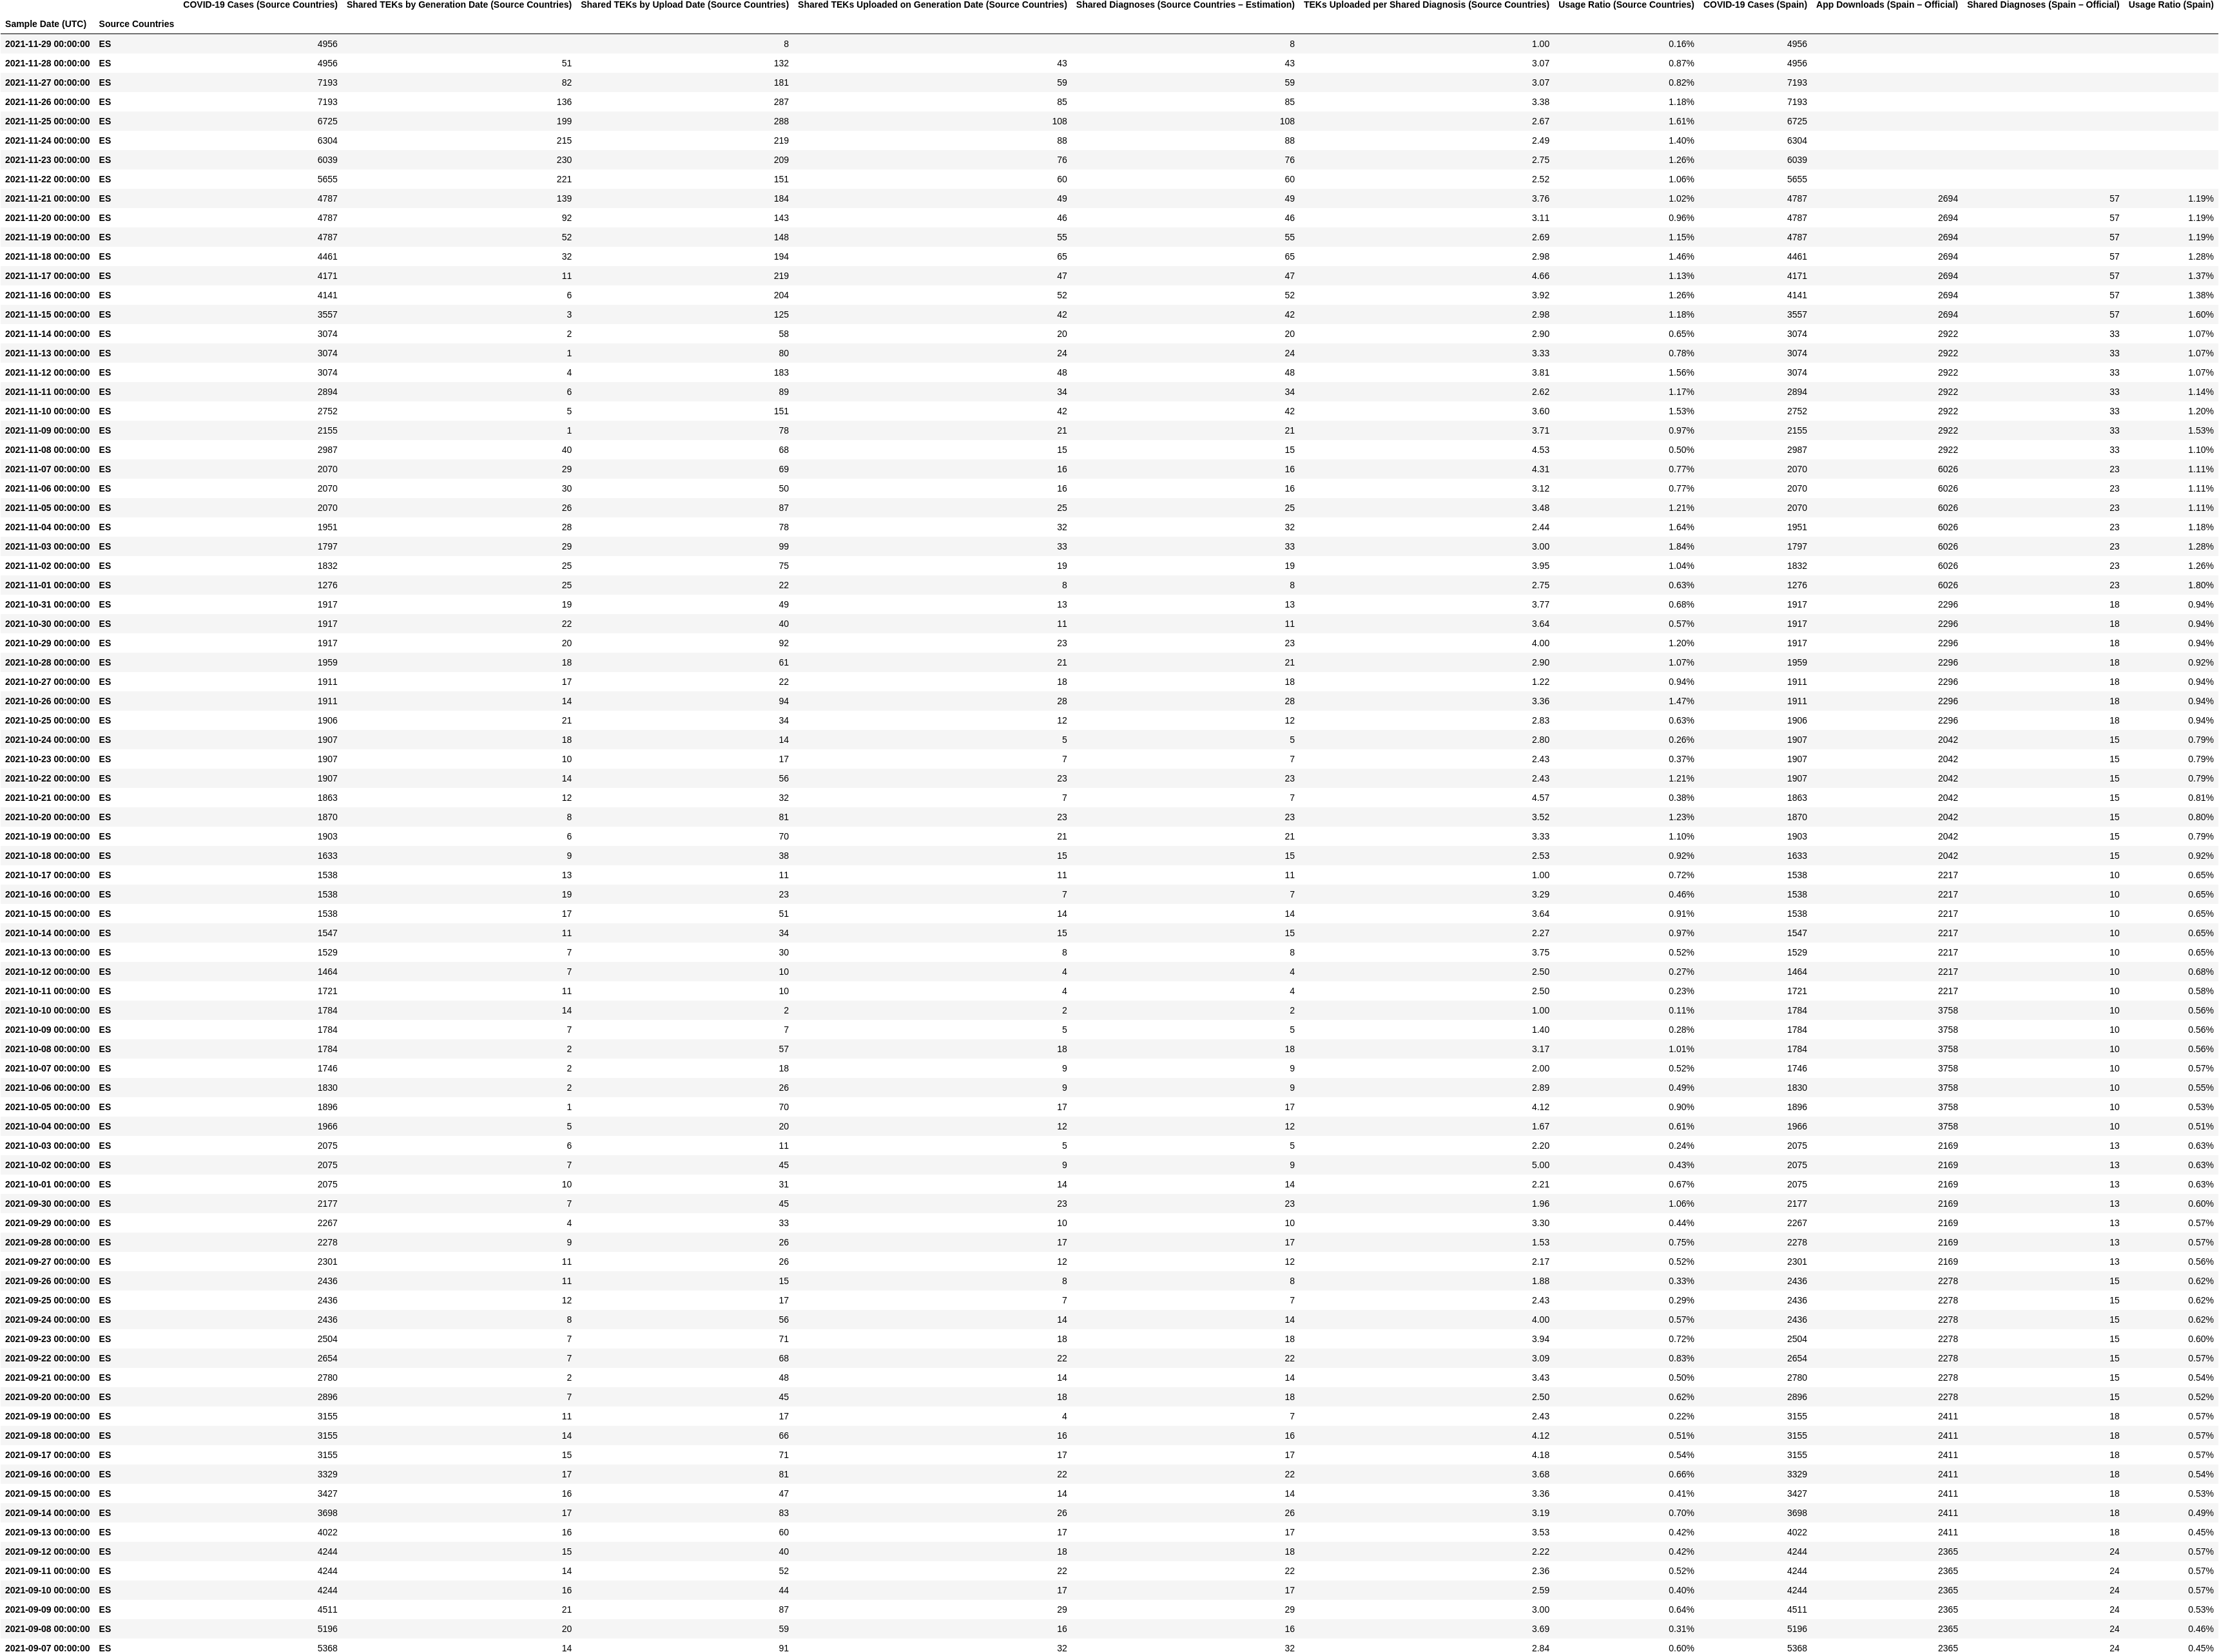 COVID-19 Cases (Source Countries) Shared TEKs by Generation Date (Source Countries) Shared TEKs by Upload Date (Source Countries) Shared TEKs Uploaded on Generation Date (Source Countries) Shared Diagnoses (Source Countries – Estimation) TEKs Uploaded per Shared Diagnosis (Source Countries) Usage Ratio (Source Countries) COVID-19 Cases (Spain) App Downloads (Spain – Official) Shared Diagnoses (Spain – Official) Usage Ratio (Spain)
Sample Date (UTC) Source Countries
2021-11-29 00:00:00 ES 4956 8 8 1.00 0.16% 4956
2021-11-28 00:00:00 ES 4956 51 132 43 43 3.07 0.87% 4956
2021-11-27 00:00:00 ES 7193 82 181 59 59 3.07 0.82% 7193
2021-11-26 00:00:00 ES 7193 136 287 85 85 3.38 1.18% 7193
2021-11-25 00:00:00 ES 6725 199 288 108 108 2.67 1.61% 6725
2021-11-24 00:00:00 ES 6304 215 219 88 88 2.49 1.40% 6304
2021-11-23 00:00:00 ES 6039 230 209 76 76 2.75 1.26% 6039
2021-11-22 00:00:00 ES 5655 221 151 60 60 2.52 1.06% 5655
2021-11-21 00:00:00 ES 4787 139 184 49 49 3.76 1.02% 4787 2694 57 1.19%
2021-11-20 00:00:00 ES 4787 92 143 46 46 3.11 0.96% 4787 2694 57 1.19%
2021-11-19 00:00:00 ES 4787 52 148 55 55 2.69 1.15% 4787 2694 57 1.19%
2021-11-18 00:00:00 ES 4461 32 194 65 65 2.98 1.46% 4461 2694 57 1.28%
2021-11-17 00:00:00 ES 4171 11 219 47 47 4.66 1.13% 4171 2694 57 1.37%
2021-11-16 00:00:00 ES 4141 6 204 52 52 3.92 1.26% 4141 2694 57 1.38%
2021-11-15 00:00:00 ES 3557 3 125 42 42 2.98 1.18% 3557 2694 57 1.60%
2021-11-14 00:00:00 ES 3074 2 58 20 20 2.90 0.65% 3074 2922 33 1.07%
2021-11-13 00:00:00 ES 3074 1 80 24 24 3.33 0.78% 3074 2922 33 1.07%
2021-11-12 00:00:00 ES 3074 4 183 48 48 3.81 1.56% 3074 2922 33 1.07%
2021-11-11 00:00:00 ES 2894 6 89 34 34 2.62 1.17% 2894 2922 33 1.14%
2021-11-10 00:00:00 ES 2752 5 151 42 42 3.60 1.53% 2752 2922 33 1.20%
2021-11-09 00:00:00 ES 2155 1 78 21 21 3.71 0.97% 2155 2922 33 1.53%
2021-11-08 00:00:00 ES 2987 40 68 15 15 4.53 0.50% 2987 2922 33 1.10%
2021-11-07 00:00:00 ES 2070 29 69 16 16 4.31 0.77% 2070 6026 23 1.11%
2021-11-06 00:00:00 ES 2070 30 50 16 16 3.12 0.77% 2070 6026 23 1.11%
2021-11-05 00:00:00 ES 2070 26 87 25 25 3.48 1.21% 2070 6026 23 1.11%
2021-11-04 00:00:00 ES 1951 28 78 32 32 2.44 1.64% 1951 6026 23 1.18%
2021-11-03 00:00:00 ES 1797 29 99 33 33 3.00 1.84% 1797 6026 23 1.28%
2021-11-02 00:00:00 ES 1832 25 75 19 19 3.95 1.04% 1832 6026 23 1.26%
2021-11-01 00:00:00 ES 1276 25 22 8 8 2.75 0.63% 1276 6026 23 1.80%
2021-10-31 00:00:00 ES 1917 19 49 13 13 3.77 0.68% 1917 2296 18 0.94%
2021-10-30 00:00:00 ES 1917 22 40 11 11 3.64 0.57% 1917 2296 18 0.94%
2021-10-29 00:00:00 ES 1917 20 92 23 23 4.00 1.20% 1917 2296 18 0.94%
2021-10-28 00:00:00 ES 1959 18 61 21 21 2.90 1.07% 1959 2296 18 0.92%
2021-10-27 00:00:00 ES 1911 17 22 18 18 1.22 0.94% 1911 2296 18 0.94%
2021-10-26 00:00:00 ES 1911 14 94 28 28 3.36 1.47% 1911 2296 18 0.94%
2021-10-25 00:00:00 ES 1906 21 34 12 12 2.83 0.63% 1906 2296 18 0.94%
2021-10-24 00:00:00 ES 1907 18 14 5 5 2.80 0.26% 1907 2042 15 0.79%
2021-10-23 00:00:00 ES 1907 10 17 7 7 2.43 0.37% 1907 2042 15 0.79%
2021-10-22 00:00:00 ES 1907 14 56 23 23 2.43 1.21% 1907 2042 15 0.79%
2021-10-21 00:00:00 ES 1863 12 32 7 7 4.57 0.38% 1863 2042 15 0.81%
2021-10-20 00:00:00 ES 1870 8 81 23 23 3.52 1.23% 1870 2042 15 0.80%
2021-10-19 00:00:00 ES 1903 6 70 21 21 3.33 1.10% 1903 2042 15 0.79%
2021-10-18 00:00:00 ES 1633 9 38 15 15 2.53 0.92% 1633 2042 15 0.92%
2021-10-17 00:00:00 ES 1538 13 11 11 11 1.00 0.72% 1538 2217 10 0.65%
2021-10-16 00:00:00 ES 1538 19 23 7 7 3.29 0.46% 1538 2217 10 0.65%
2021-10-15 00:00:00 ES 1538 17 51 14 14 3.64 0.91% 1538 2217 10 0.65%
2021-10-14 00:00:00 ES 1547 11 34 15 15 2.27 0.97% 1547 2217 10 0.65%
2021-10-13 00:00:00 ES 1529 7 30 8 8 3.75 0.52% 1529 2217 10 0.65%
2021-10-12 00:00:00 ES 1464 7 10 4 4 2.50 0.27% 1464 2217 10 0.68%
2021-10-11 00:00:00 ES 1721 11 10 4 4 2.50 0.23% 1721 2217 10 0.58%
2021-10-10 00:00:00 ES 1784 14 2 2 2 1.00 0.11% 1784 3758 10 0.56%
2021-10-09 00:00:00 ES 1784 7 7 5 5 1.40 0.28% 1784 3758 10 0.56%
2021-10-08 00:00:00 ES 1784 2 57 18 18 3.17 1.01% 1784 3758 10 0.56%
2021-10-07 00:00:00 ES 1746 2 18 9 9 2.00 0.52% 1746 3758 10 0.57%
2021-10-06 00:00:00 ES 1830 2 26 9 9 2.89 0.49% 1830 3758 10 0.55%
2021-10-05 00:00:00 ES 1896 1 70 17 17 4.12 0.90% 1896 3758 10 0.53%
2021-10-04 00:00:00 ES 1966 5 20 12 12 1.67 0.61% 1966 3758 10 0.51%
2021-10-03 00:00:00 ES 2075 6 11 5 5 2.20 0.24% 2075 2169 13 0.63%
2021-10-02 00:00:00 ES 2075 7 45 9 9 5.00 0.43% 2075 2169 13 0.63%
2021-10-01 00:00:00 ES 2075 10 31 14 14 2.21 0.67% 2075 2169 13 0.63%
2021-09-30 00:00:00 ES 2177 7 45 23 23 1.96 1.06% 2177 2169 13 0.60%
2021-09-29 00:00:00 ES 2267 4 33 10 10 3.30 0.44% 2267 2169 13 0.57%
2021-09-28 00:00:00 ES 2278 9 26 17 17 1.53 0.75% 2278 2169 13 0.57%
2021-09-27 00:00:00 ES 2301 11 26 12 12 2.17 0.52% 2301 2169 13 0.56%
2021-09-26 00:00:00 ES 2436 11 15 8 8 1.88 0.33% 2436 2278 15 0.62%
2021-09-25 00:00:00 ES 2436 12 17 7 7 2.43 0.29% 2436 2278 15 0.62%
2021-09-24 00:00:00 ES 2436 8 56 14 14 4.00 0.57% 2436 2278 15 0.62%
2021-09-23 00:00:00 ES 2504 7 71 18 18 3.94 0.72% 2504 2278 15 0.60%
2021-09-22 00:00:00 ES 2654 7 68 22 22 3.09 0.83% 2654 2278 15 0.57%
2021-09-21 00:00:00 ES 2780 2 48 14 14 3.43 0.50% 2780 2278 15 0.54%
2021-09-20 00:00:00 ES 2896 7 45 18 18 2.50 0.62% 2896 2278 15 0.52%
2021-09-19 00:00:00 ES 3155 11 17 4 7 2.43 0.22% 3155 2411 18 0.57%
2021-09-18 00:00:00 ES 3155 14 66 16 16 4.12 0.51% 3155 2411 18 0.57%
2021-09-17 00:00:00 ES 3155 15 71 17 17 4.18 0.54% 3155 2411 18 0.57%
2021-09-16 00:00:00 ES 3329 17 81 22 22 3.68 0.66% 3329 2411 18 0.54%
2021-09-15 00:00:00 ES 3427 16 47 14 14 3.36 0.41% 3427 2411 18 0.53%
2021-09-14 00:00:00 ES 3698 17 83 26 26 3.19 0.70% 3698 2411 18 0.49%
2021-09-13 00:00:00 ES 4022 16 60 17 17 3.53 0.42% 4022 2411 18 0.45%
2021-09-12 00:00:00 ES 4244 15 40 18 18 2.22 0.42% 4244 2365 24 0.57%
2021-09-11 00:00:00 ES 4244 14 52 22 22 2.36 0.52% 4244 2365 24 0.57%
2021-09-10 00:00:00 ES 4244 16 44 17 17 2.59 0.40% 4244 2365 24 0.57%
2021-09-09 00:00:00 ES 4511 21 87 29 29 3.00 0.64% 4511 2365 24 0.53%
2021-09-08 00:00:00 ES 5196 20 59 16 16 3.69 0.31% 5196 2365 24 0.46%
2021-09-07 00:00:00 ES 5368 14 91 32 32 2.84 0.60% 5368 2365 24 0.45%